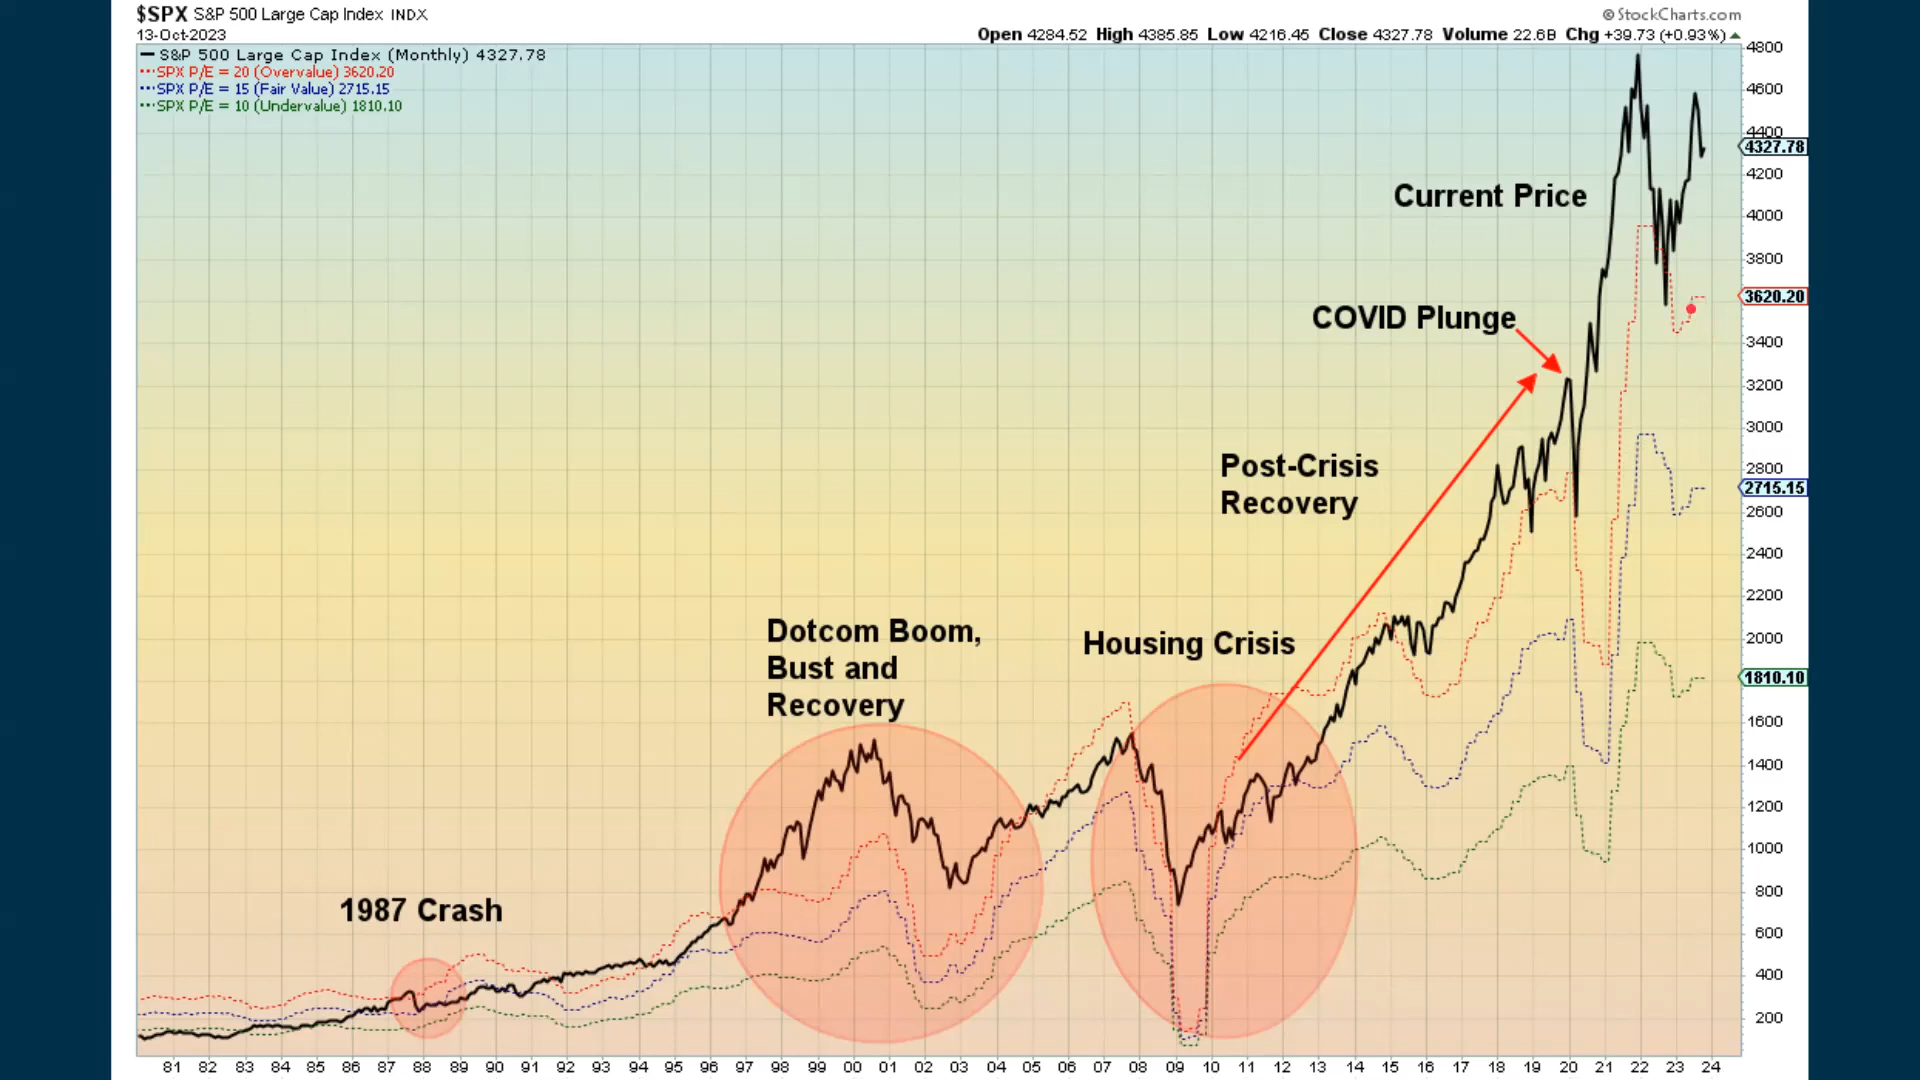 $SPX S&P 500 Large Cap Index INDX
© StockCharts.com
13-Oct-2023
Open 4284.52 High 4385.85 Low 4216.45 Close 4327.78 Volume 22.6B Chg +39.73 (+0.93%) ▲
S&P 500 Large Cap Index (Monthly) 4327.78
SPX P/E = 20 (Overvalue) 3620.20
SPX P/E = 15 (Fair Value) 2715.15
SPX P/E = 10 (Undervalue) 1810.10
4800
4600
4400
4327.78
4200
4000
3800
3620.20
3400
3200
3000
2800
2715.15
2600
2400
2200
2000
1810.10
1600
1400
1200
1000
800
600
400
200
Current Price
COVID Plunge
Post-Crisis
Recovery
Dotcom Boom,
Bust and
Recovery
Housing Crisis
1987 Crash
81 82 83 84 85 86 87 88 89 90 91 92 93 94 95 96 97 98 99 00 01 02 03 04 05 06 07 08 09 10 11 12 13 14 15 16 17 18 19 20 21 22 23 24